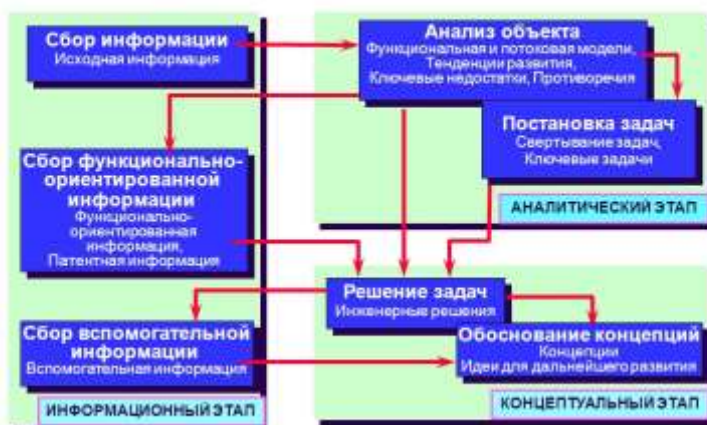 Сбор информации
Исходная информация
Анализ объекта
Функциональная и потоковая модели,
Тенденции развития,
Ключевые недостатки, Противоречия
Постановка задач
Свертывание задач,
Ключевые задачи
АНАЛИТИЧЕСКИЙ ЭТАП
Сбор функционально-
ориентированной
информации
Функционально-
ориентированная
информация,
Патентная информация
Решение задач
Инженерные решения
Сбор вспомогательной
информации
Вспомогательная информация
Обоснование концепций
Концепции
Идеи для дальнейшего развития
ИНФОРМАЦИОННЫЙ ЭТАП
КОНЦЕПТУАЛЬНЫЙ ЭТАП